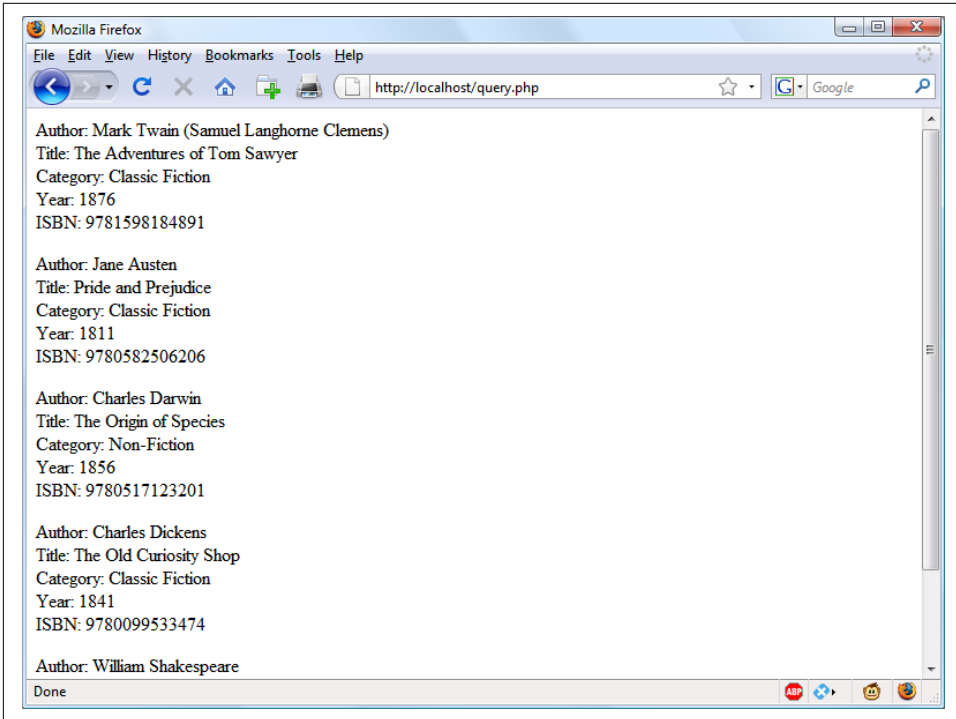 Mozilla Firefox
File Edit View History Bookmarks Tools Help
http://localhost/query.php
G Google
Author: Mark Twain (Samuel Langhorne Clemens)
Title: The Adventures of Tom Sawyer
Category: Classic Fiction
Year: 1876
ISBN: 9781598184891
Author: Jane Austen
Title: Pride and Prejudice
Category: Classic Fiction
Year: 1811
ISBN: 9780582506206
Author: Charles Darwin
Title: The Origin of Species
Category: Non-Fiction
Year: 1856
ISBN: 9780517123201
Author: Charles Dickens
Title: The Old Curiosity Shop
Category: Classic Fiction
Year: 1841
ISBN: 9780099533474
Author: William Shakespeare
Done
ABP